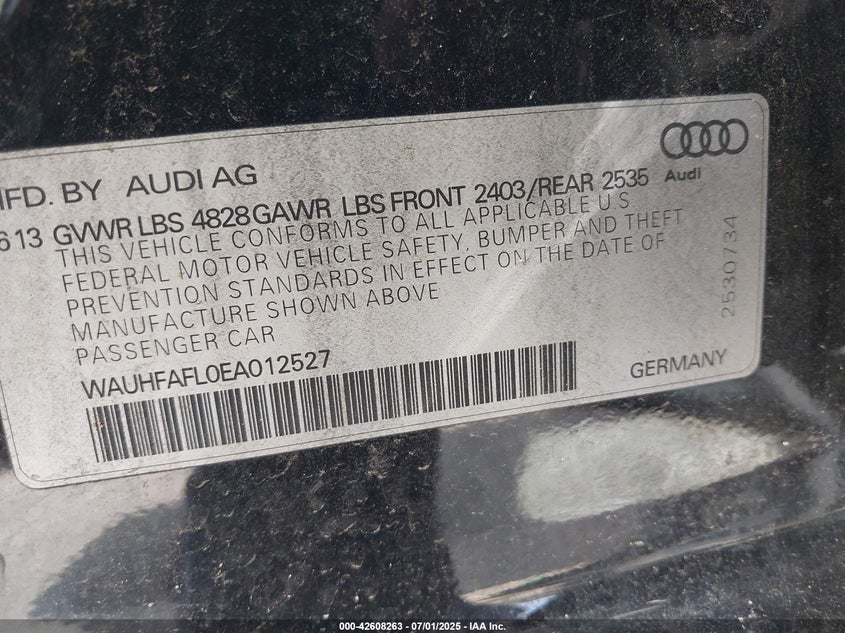 MFD. BY AUDI AG
Audi
613 GVWR LBS 4828 GAWR LBS FRONT 2403/REAR 2535
THIS VEHICLE CONFORMS TO ALL APPLICABLE U S
FEDERAL MOTOR VEHICLE SAFETY. BUMPER AND THEFT
PREVENTION STANDARDS IN EFFECT ON THE DATE OF
MANUFACTURE SHOWN ABOVE
PASSENGER CAR
WAUHFAFL0EA012527
GERMANY
2530734
000-42608263 - 07/01/2025 - IAA Inc.